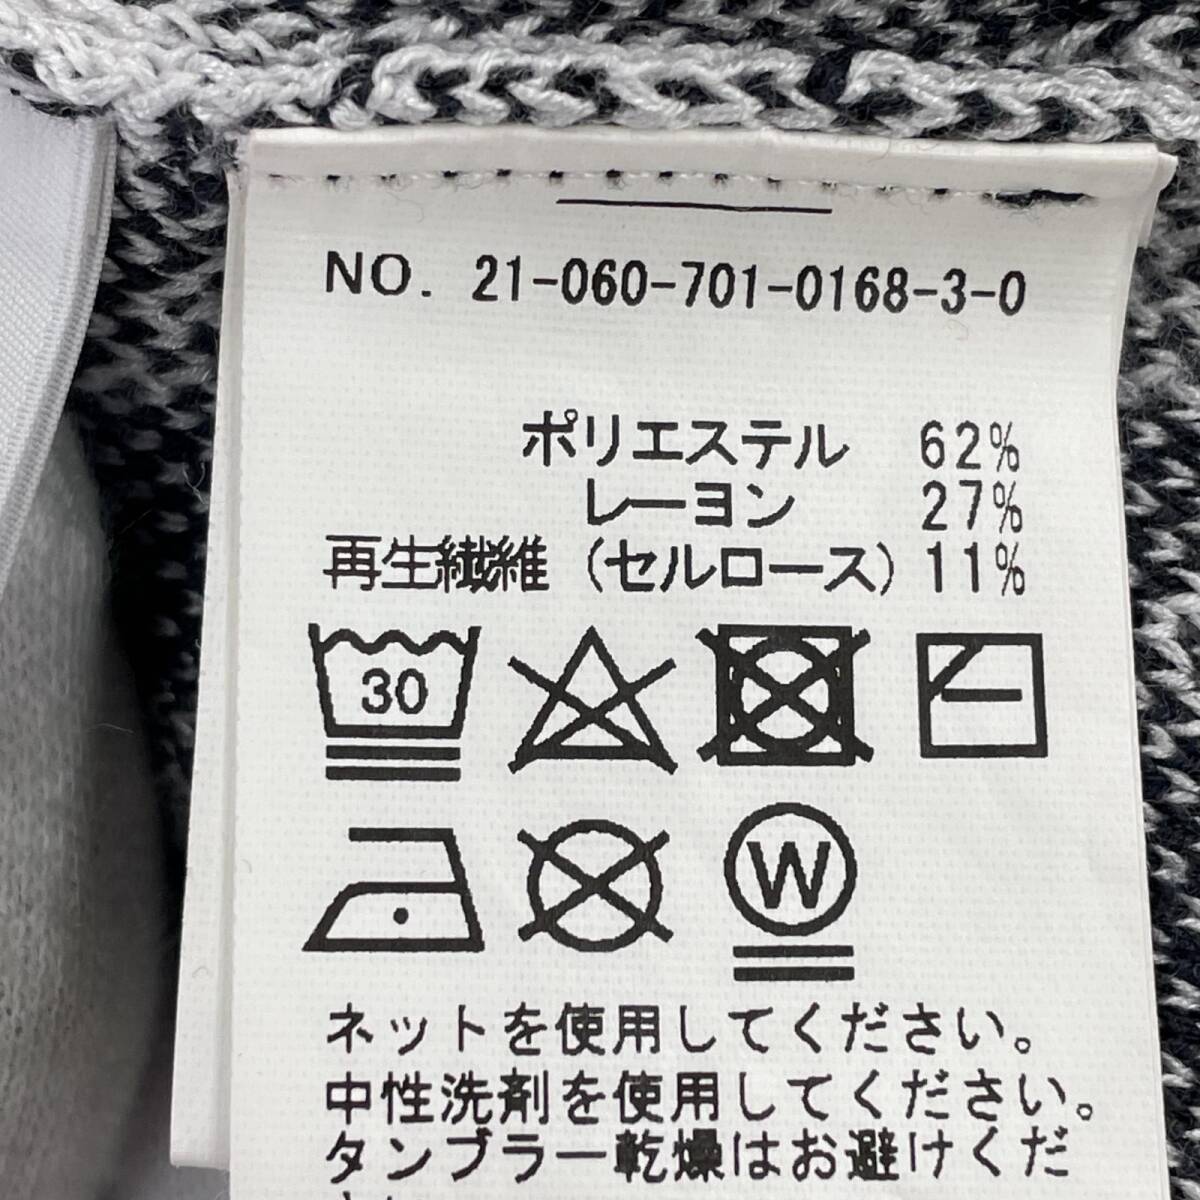 NO. 21-060-701-0168-3-0
ポリエステル 62%
レーヨン 27%
再生繊維（セルロース）11%
30
W
ネットを使用してください。
中性洗剤を使用してください。
タンブラー乾燥はお避けくだ